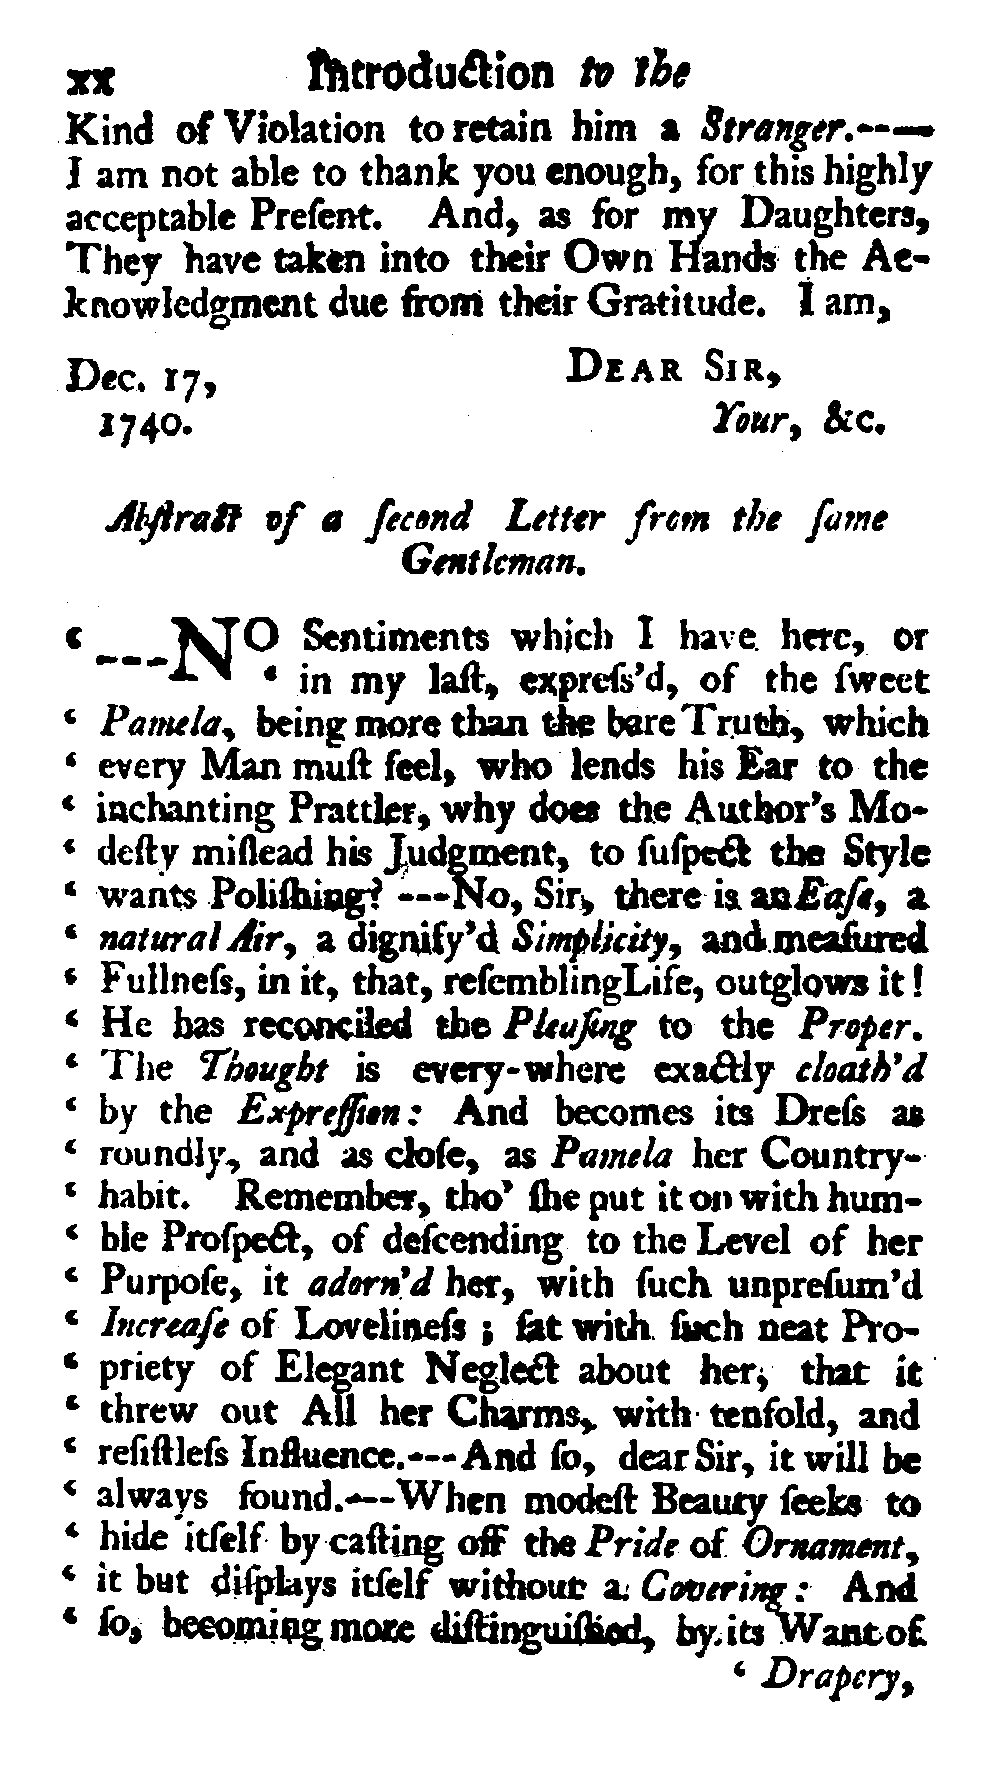 xx Introduction to the
Kind of Violation to retain him a Stranger.---
I am not able to thank you enough, for this highly
acceptable Preſent. And, as for my Daughters,
They have taken into their Own Hands the Ac-
knowledgment due from their Gratitude. I am,
DEAR SIR,
Dec. 17,
1740.
Your, &c.
Abſtract of a ſecond Letter from the ſame
Gentleman.
‘ ---NO Sentiments which I have here, or
‘ in my laſt, expreſs’d, of the ſweet
‘ Pamela, being more than the bare Truth, which
‘ every Man muſt feel, who lends his Ear to the
‘ inchanting Prattler, why does the Author’s Mo-
‘ deſty miſlead his Judgment, to ſuſpect the Style
‘ wants Poliſhing? ---No, Sir, there is an Eaſe, a
‘ natural Air, a dignify’d Simplicity, and meaſured
‘ Fullneſs, in it, that, reſembling Life, outglows it!
‘ He has reconciled the Pleaſing to the Proper.
‘ The Thought is every-where exactly cloath’d
‘ by the Expreſſion: And becomes its Dreſs as
‘ roundly, and as cloſe, as Pamela her Country-
‘ habit. Remember, tho’ ſhe put it on with hum-
‘ ble Proſpect, of deſcending to the Level of her
‘ Purpoſe, it adorn’d her, with ſuch unpreſum’d
‘ Increaſe of Lovelineſs; ſat with ſuch neat Pro-
‘ priety of Elegant Neglect about her, that it
‘ threw out All her Charms, with tenfold, and
‘ reſiſtleſs Influence.---And ſo, dear Sir, it will be
‘ always found.---When modeſt Beauty ſeeks to
‘ hide itſelf by caſting off the Pride of Ornament,
‘ it but diſplays itſelf without a Covering: And
‘ ſo, becoming more diſtinguiſhed, by its Want of
‘ Drapery,